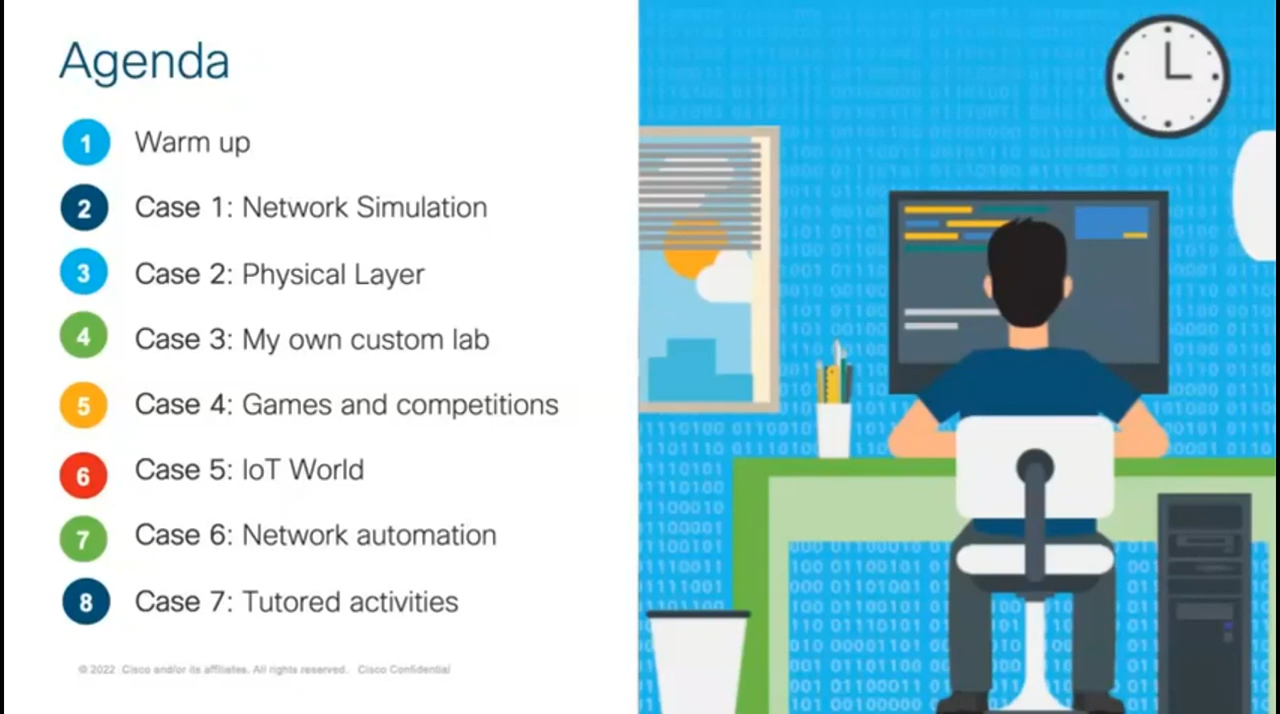 Agenda
1 Warm up
2 Case 1: Network Simulation
3 Case 2: Physical Layer
4 Case 3: My own custom lab
5 Case 4: Games and competitions
6 Case 5: IoT World
7 Case 6: Network automation
8 Case 7: Tutored activities
© 2022 Cisco and/or its affiliates. All rights reserved. Cisco Confidential